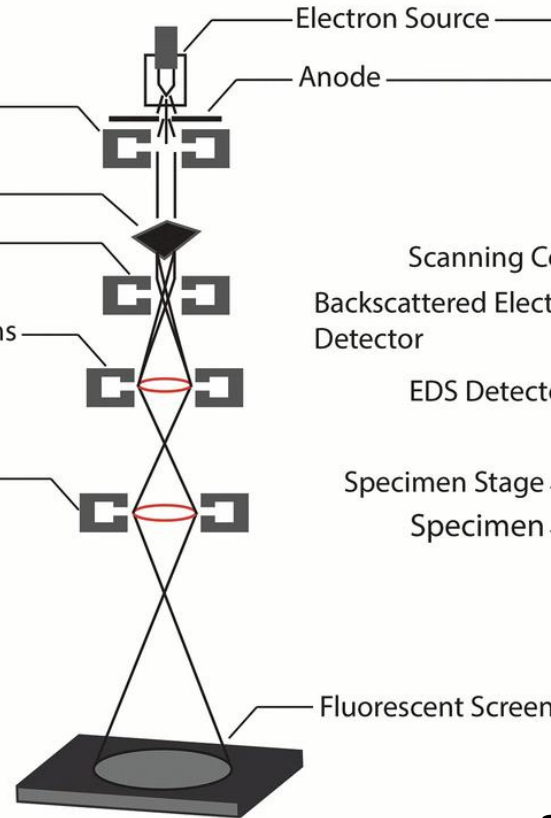 Electron Source
Anode
Scanning Co
Backscattered Elect
Detector
ns
EDS Detecto
Specimen Stage
Specimen
Fluorescent Screen